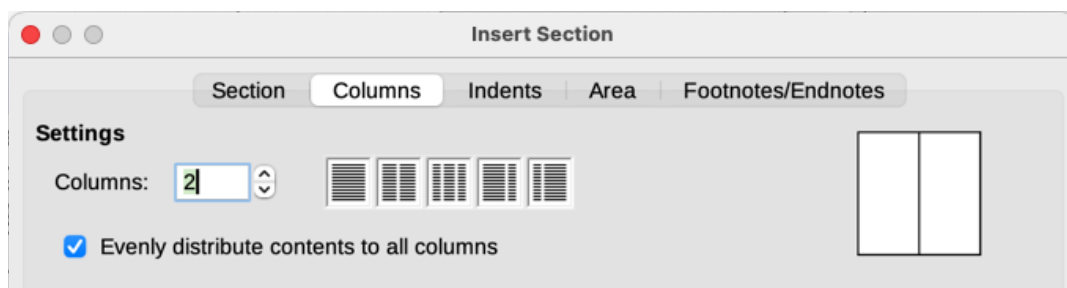 Insert Section
Section Columns Indents Area Footnotes/Endnotes
Settings
Columns: 2
Evenly distribute contents to all columns